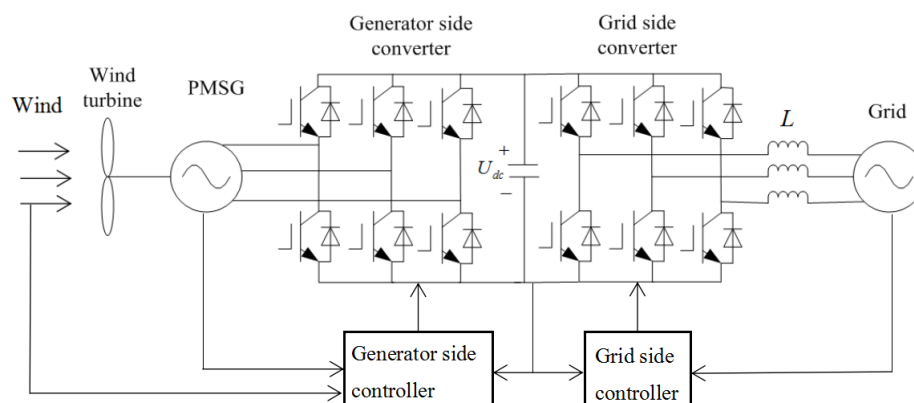 Generator side
converter
Grid side
converter
Wind
turbine
PMSG
Wind
L
Grid
+
U_dc
−
Generator side
controller
Grid side
controller